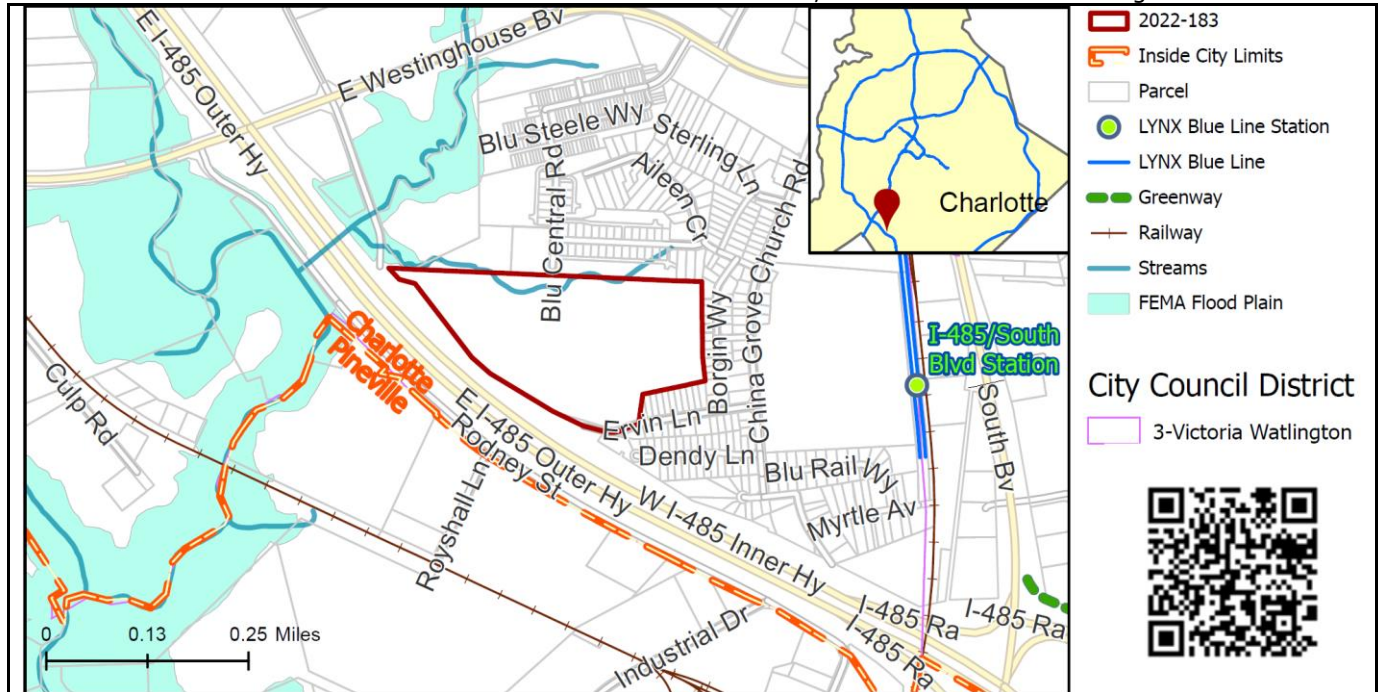 E I-485 Outer Hy
E Westinghouse Bv
Blu Steele Wy
Sterling Ln
Aileen Cr
Blu Central Rd
China Grove Church Rd
Borgin Wy
Charlotte
Pineville
Culp Rd
E I-485 Outer Hy
Rodney St
Royshall Ln
Ervin Ln
Dendy Ln
Blu Rail Wy
Myrtle Av
W I-485 Inner Hy
I-485 Ra
I-485 Ra
I-485 Ra
Industrial Dr
South Bv
I-485/South
Blvd Station
0 0.13 0.25 Miles
Charlotte
2022-183
Inside City Limits
Parcel
LYNX Blue Line Station
LYNX Blue Line
Greenway
Railway
Streams
FEMA Flood Plain
City Council District
3-Victoria Watlington